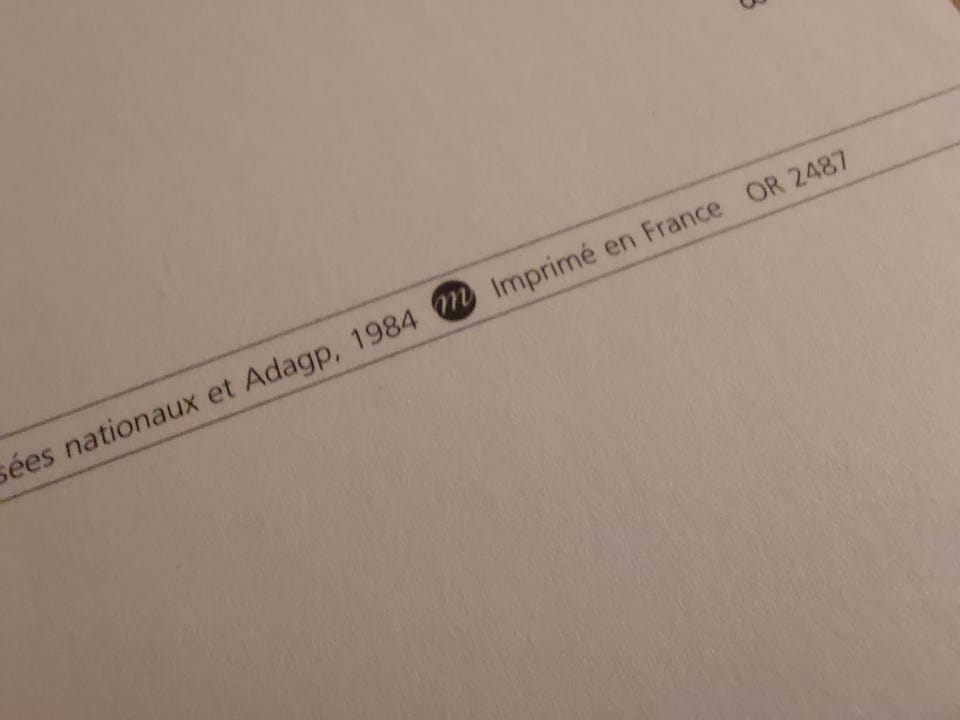 sées nationaux et Adagp, 1984 m Imprimé en France OR 2487